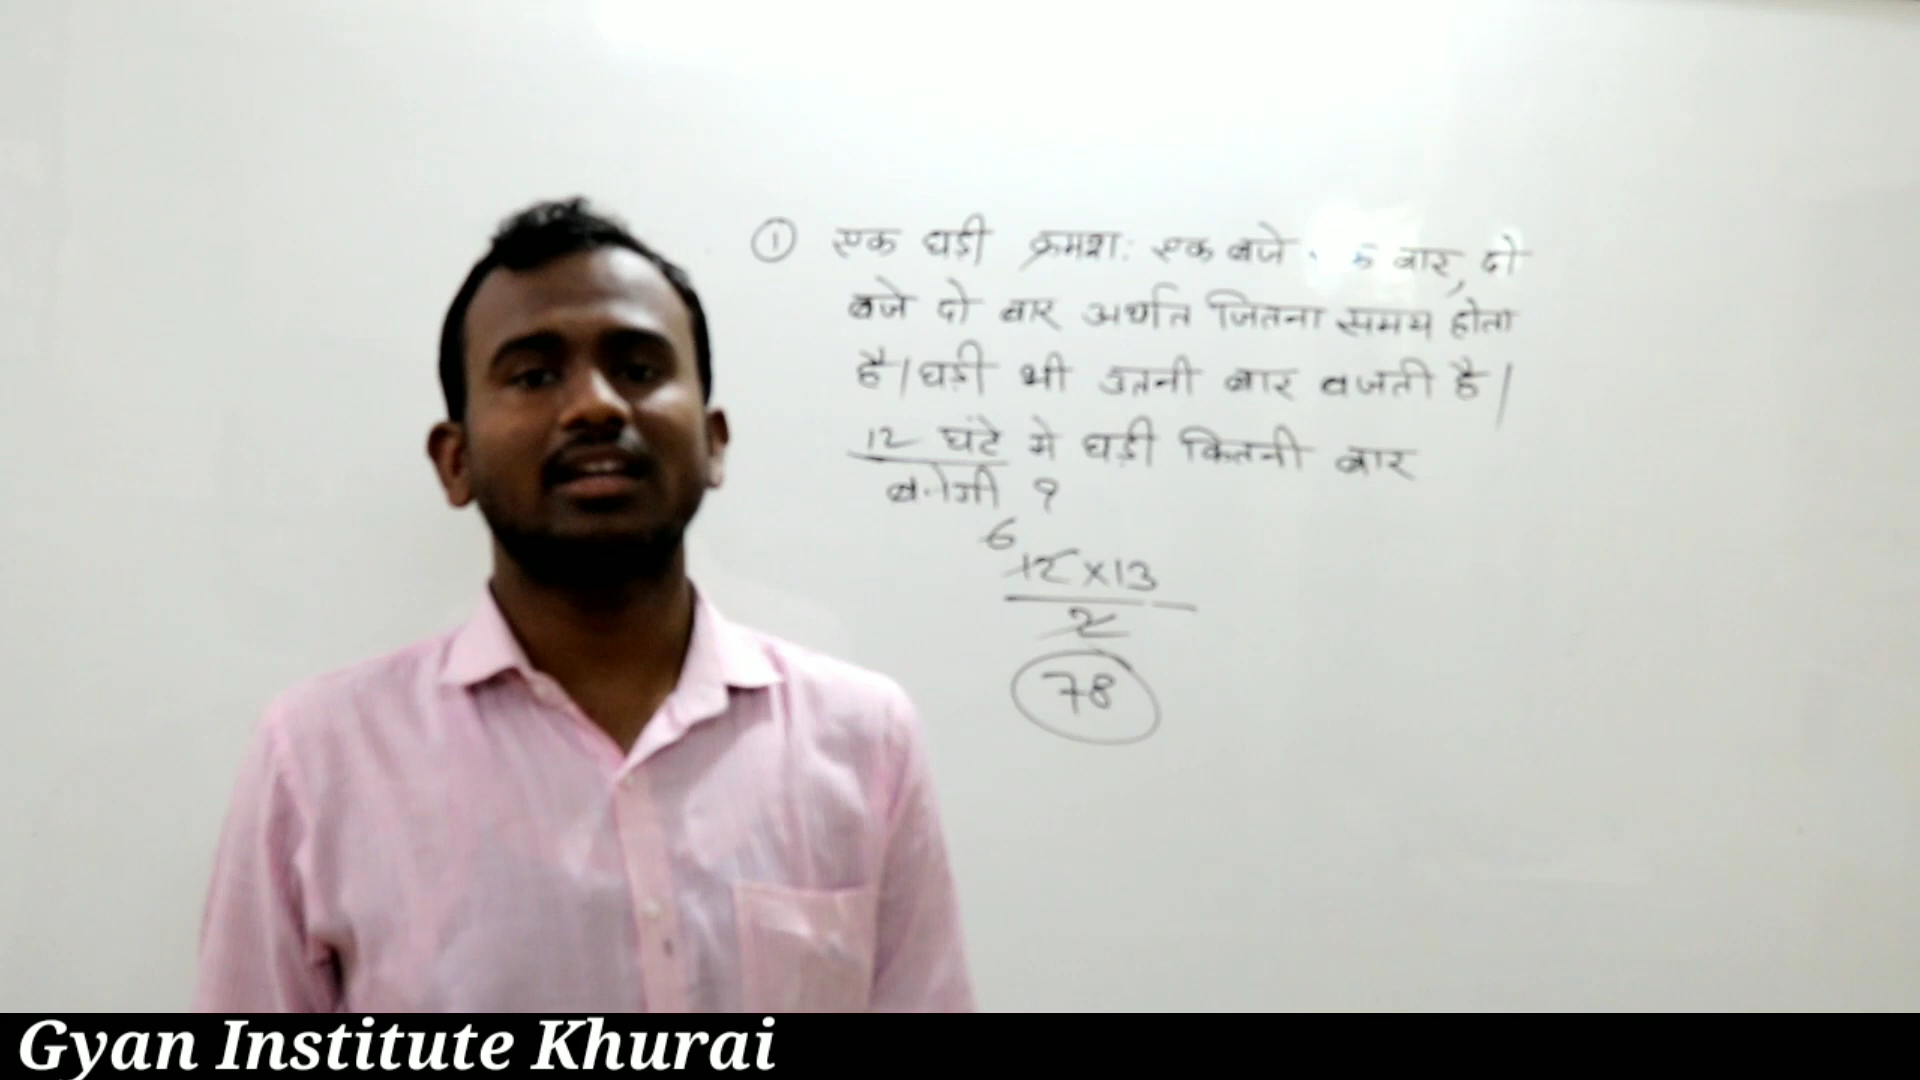 ① एक घड़ी क्रमश: एक बजे क बार, दो
बजे दो बार अर्थात जितना समय होता
है। घड़ी भी उतनी बार बजती है।
12 घंटे मे घड़ी कितनी बार
बजेगी ?
6
12 x 13
2
78
Gyan Institute Khurai